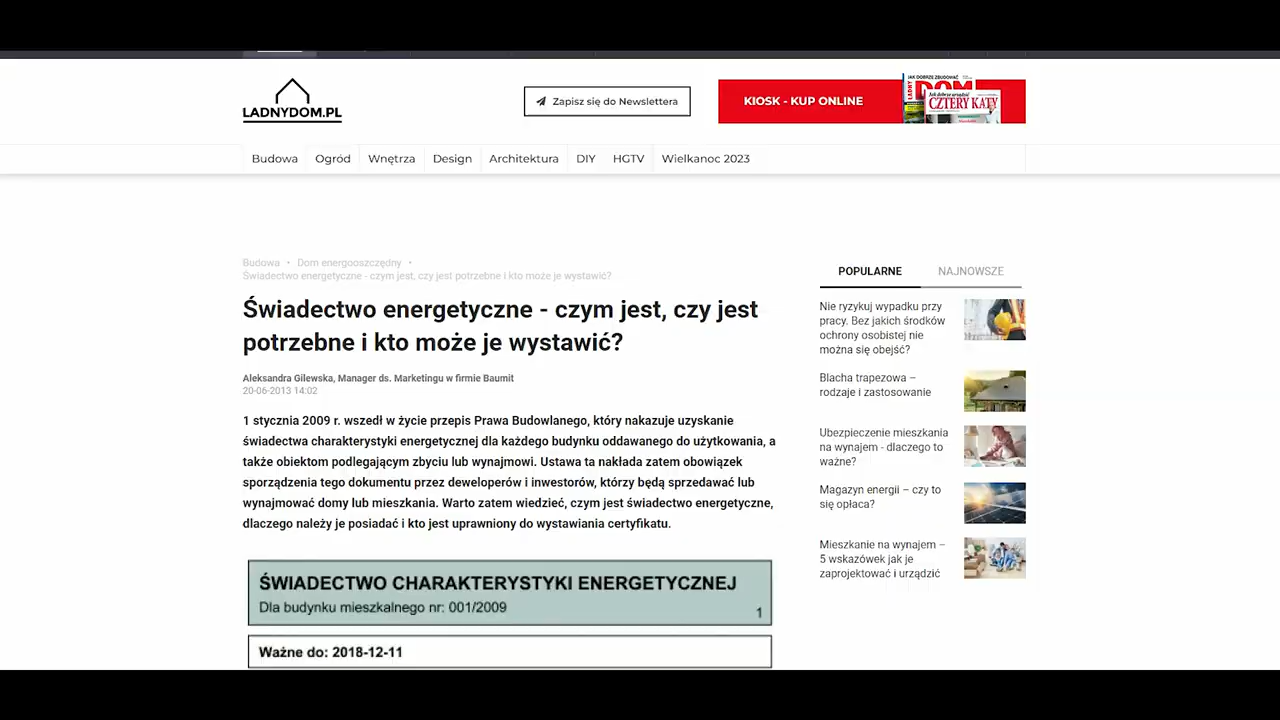 LADNYDOM.PL
Zapisz się do Newslettera
KIOSK - KUP ONLINE
JAK DOBRZE ZBUDOWAĆ
ŁADNY
DOM
Jak dobrze urządzić
CZTERY KĄTY
Budowa
Ogród
Wnętrza
Design
Architektura
DIY
HGTV
Wielkanoc 2023
Budowa • Dom energooszczędny •
Świadectwo energetyczne - czym jest, czy jest potrzebne i kto może je wystawić?
Świadectwo energetyczne - czym jest, czy jest
potrzebne i kto może je wystawić?
Aleksandra Gilewska, Manager ds. Marketingu w firmie Baumit
20-06-2013 14:02
1 stycznia 2009 r. wszedł w życie przepis Prawa Budowlanego, który nakazuje uzyskanie
świadectwa charakterystyki energetycznej dla każdego budynku oddawanego do użytkowania, a
także obiektom podlegającym zbyciu lub wynajmowi. Ustawa ta nakłada zatem obowiązek
sporządzenia tego dokumentu przez deweloperów i inwestorów, którzy będą sprzedawać lub
wynajmować domy lub mieszkania. Warto zatem wiedzieć, czym jest świadectwo energetyczne,
dlaczego należy je posiadać i kto jest uprawniony do wystawiania certyfikatu.
ŚWIADECTWO CHARAKTERYSTYKI ENERGETYCZNEJ
Dla budynku mieszkalnego nr: 001/2009
1
Ważne do: 2018-12-11
POPULARNE
NAJNOWSZE
Nie ryzykuj wypadku przy
pracy. Bez jakich środków
ochrony osobistej nie
można się obejść?
Blacha trapezowa –
rodzaje i zastosowanie
Ubezpieczenie mieszkania
na wynajem - dlaczego to
ważne?
Magazyn energii – czy to
się opłaca?
Mieszkanie na wynajem –
5 wskazówek jak je
zaprojektować i urządzić